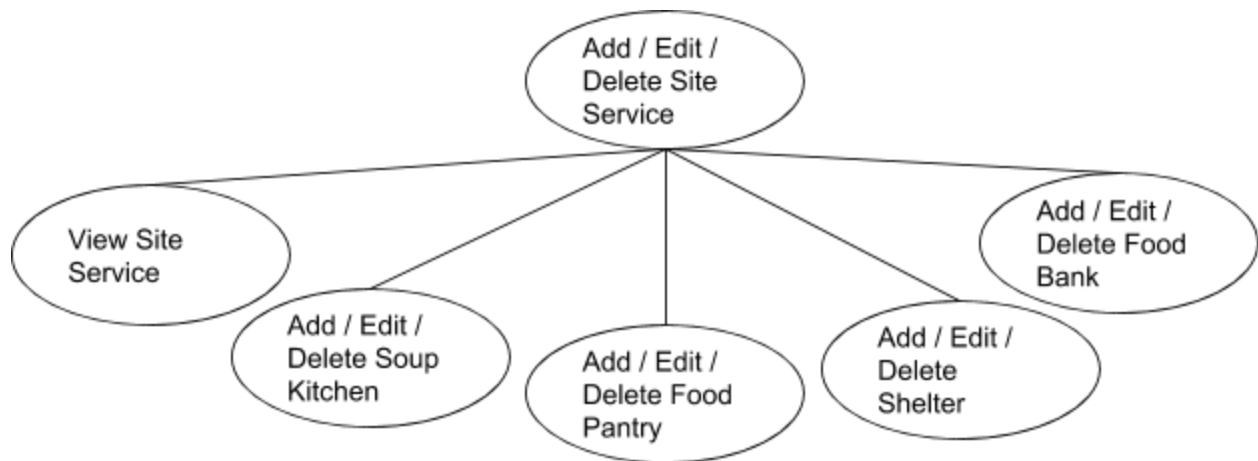 Add / Edit /
Delete Site
Service
View Site
Service
Add / Edit /
Delete Soup
Kitchen
Add / Edit /
Delete Food
Pantry
Add / Edit /
Delete
Shelter
Add / Edit /
Delete Food
Bank